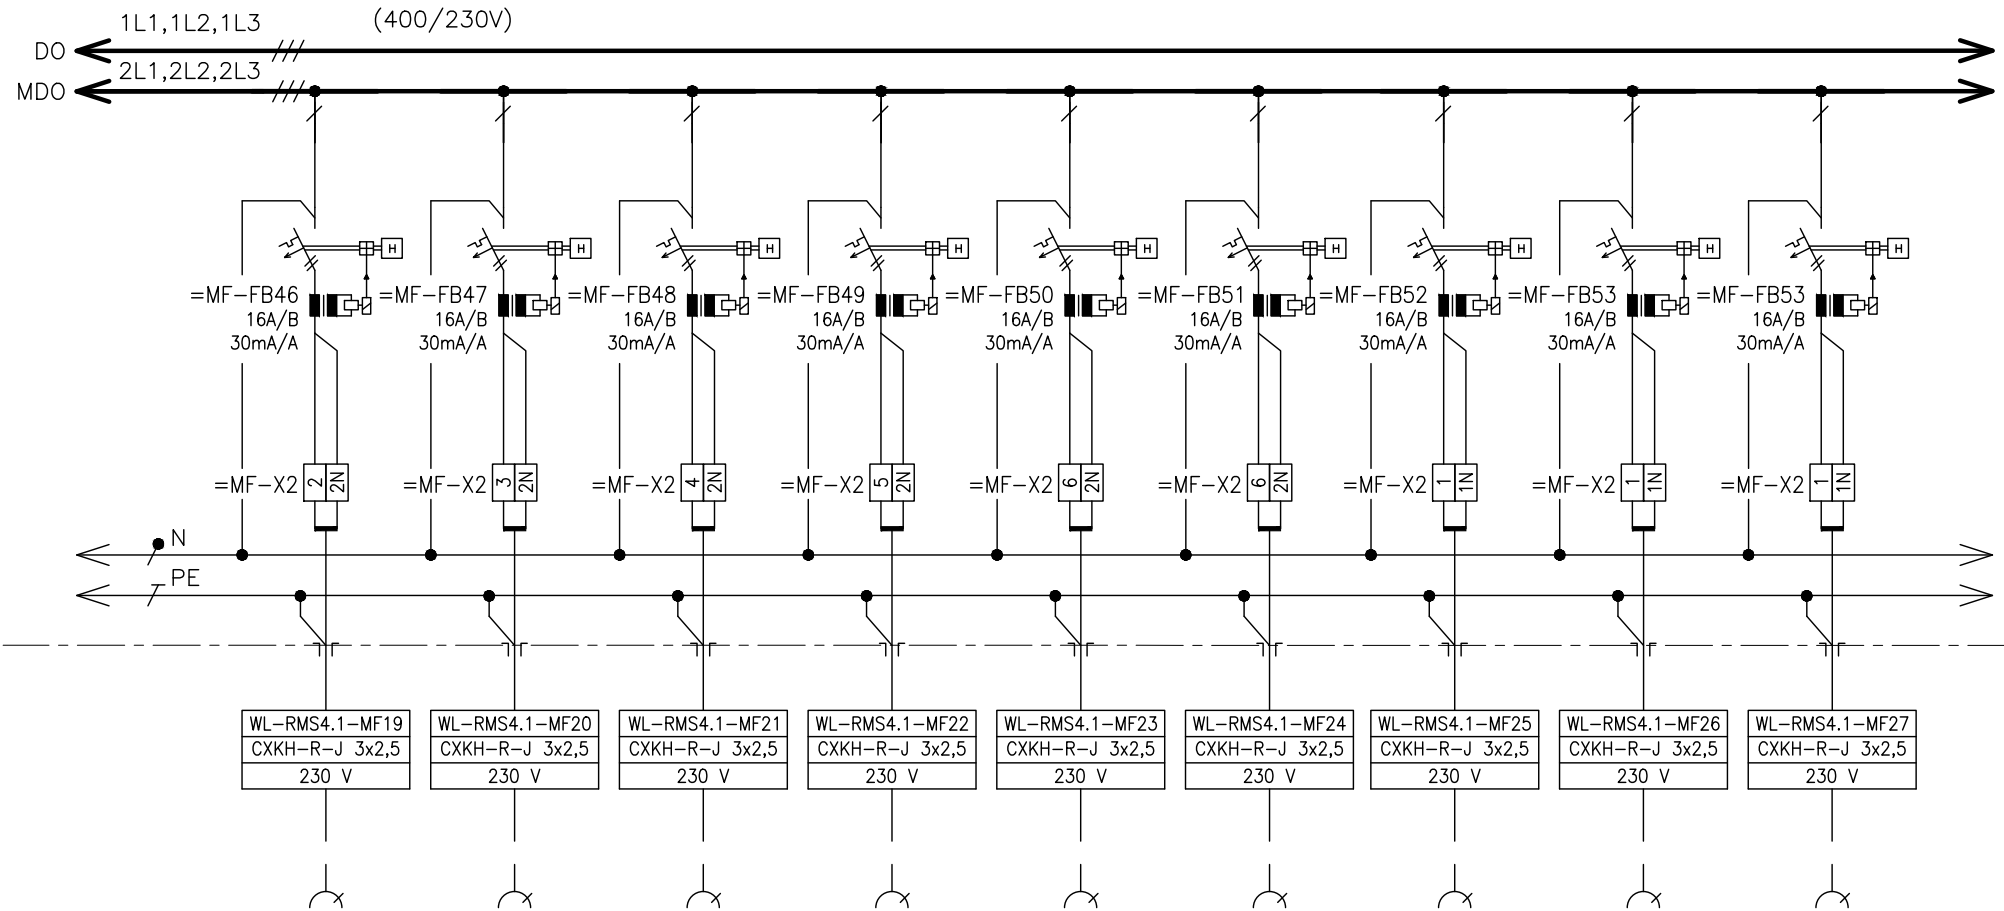 1L1,1L2,1L3 (400/230V)
DO
2L1,2L2,2L3
MDO
H H H H H H H H H
=MF-FB46 =MF-FB47 =MF-FB48 =MF-FB49 =MF-FB50 =MF-FB51 =MF-FB52 =MF-FB53 =MF-FB53
16A/B 16A/B 16A/B 16A/B 16A/B 16A/B 16A/B 16A/B 16A/B
30mA/A 30mA/A 30mA/A 30mA/A 30mA/A 30mA/A 30mA/A 30mA/A 30mA/A
=MF-X2 2 2N =MF-X2 3 2N =MF-X2 4 2N =MF-X2 5 2N =MF-X2 6 2N =MF-X2 6 2N =MF-X2 1 1N =MF-X2 1 1N =MF-X2 1 1N
N
PE
WL-RMS4.1-MF19 WL-RMS4.1-MF20 WL-RMS4.1-MF21 WL-RMS4.1-MF22 WL-RMS4.1-MF23 WL-RMS4.1-MF24 WL-RMS4.1-MF25 WL-RMS4.1-MF26 WL-RMS4.1-MF27
CXKH-R-J 3x2,5 CXKH-R-J 3x2,5 CXKH-R-J 3x2,5 CXKH-R-J 3x2,5 CXKH-R-J 3x2,5 CXKH-R-J 3x2,5 CXKH-R-J 3x2,5 CXKH-R-J 3x2,5 CXKH-R-J 3x2,5
230 V 230 V 230 V 230 V 230 V 230 V 230 V 230 V 230 V